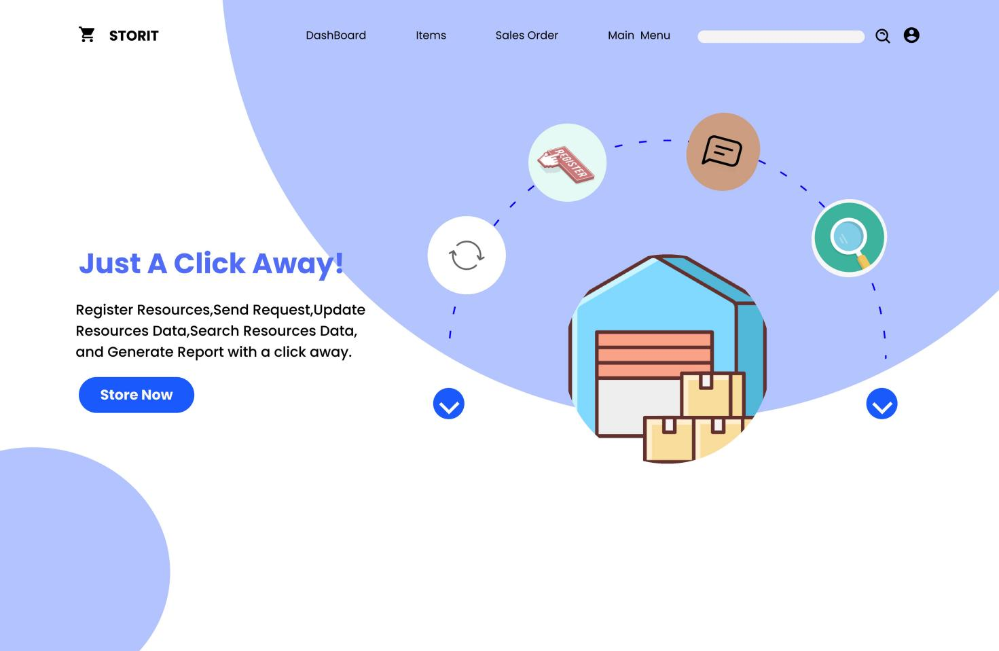 STORIT
DashBoard
Items
Sales Order
Main  Menu
REGISTER
Just A Click Away!
Register Resources,Send Request,Update
Resources Data,Search Resources Data,
and Generate Report with a click away.
Store Now